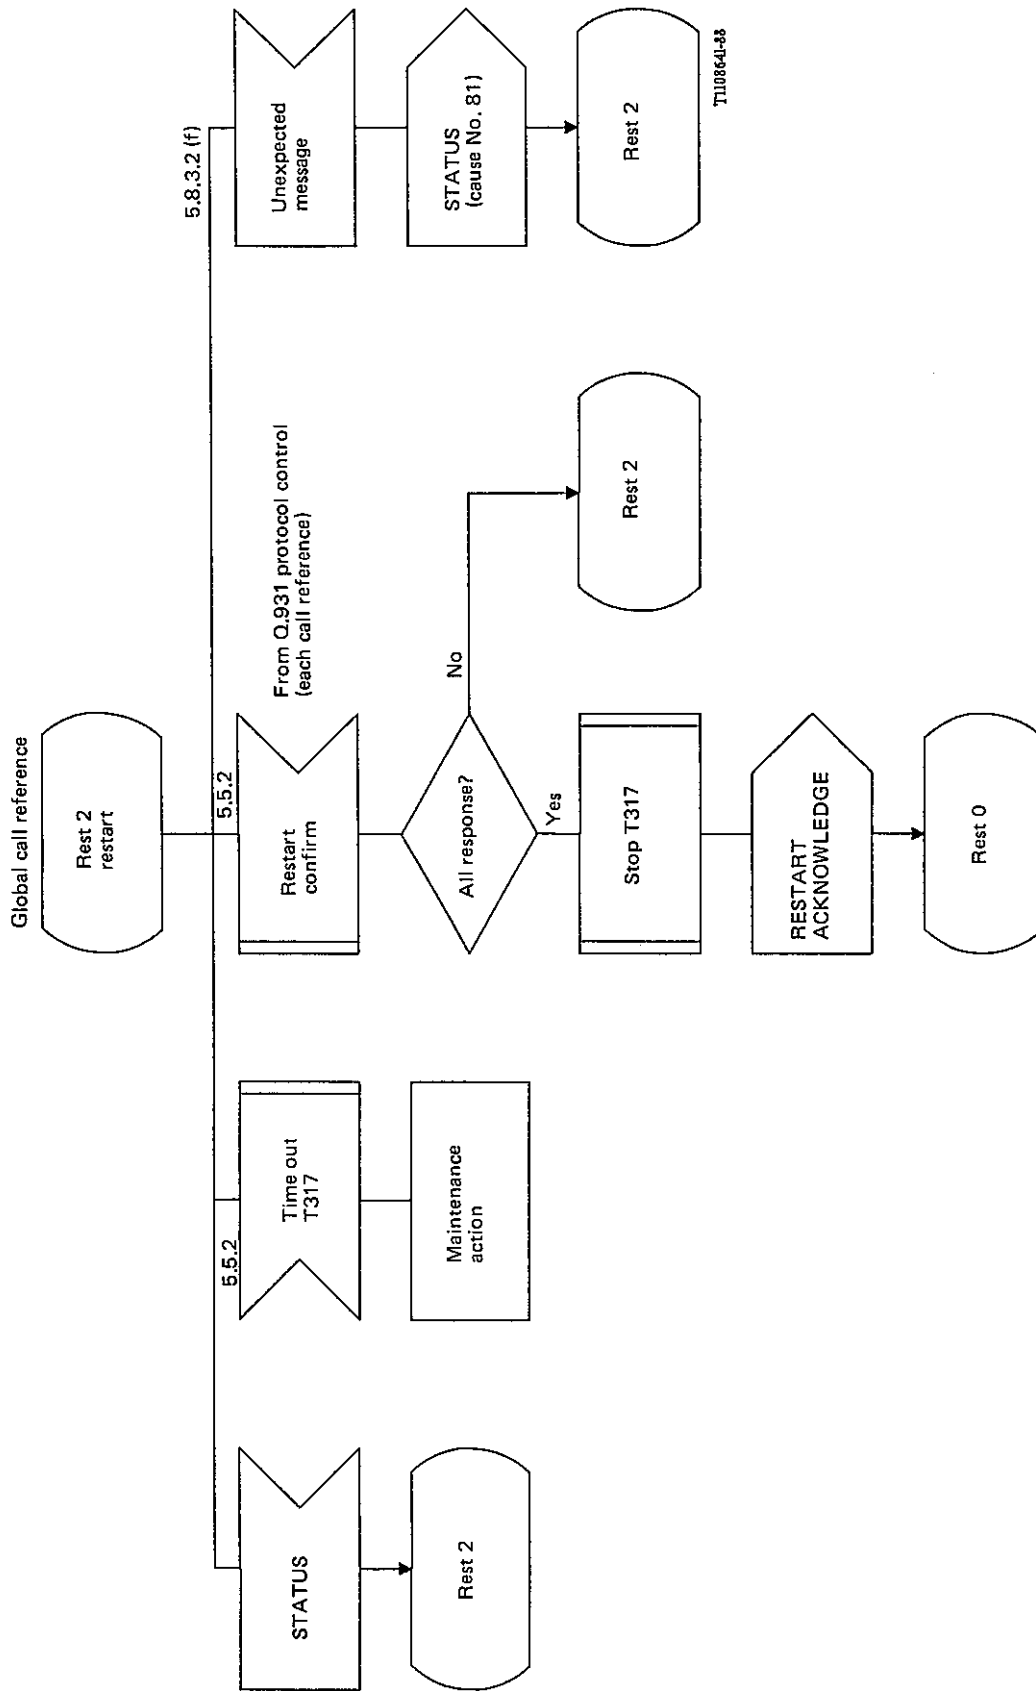 Global call reference
Rest 2
restart
5.5.2
5.5.2
5.8.3.2 (f)
STATUS
Time out
T317
Restart
confirm
From Q.931 protocol control
(each call reference)
Unexpected
message
Rest 2
Maintenance
action
All response?
No
Yes
STATUS
(cause No. 81)
Stop T317
Rest 2
Rest 2
RESTART
ACKNOWLEDGE
Rest 0
T1108641-88